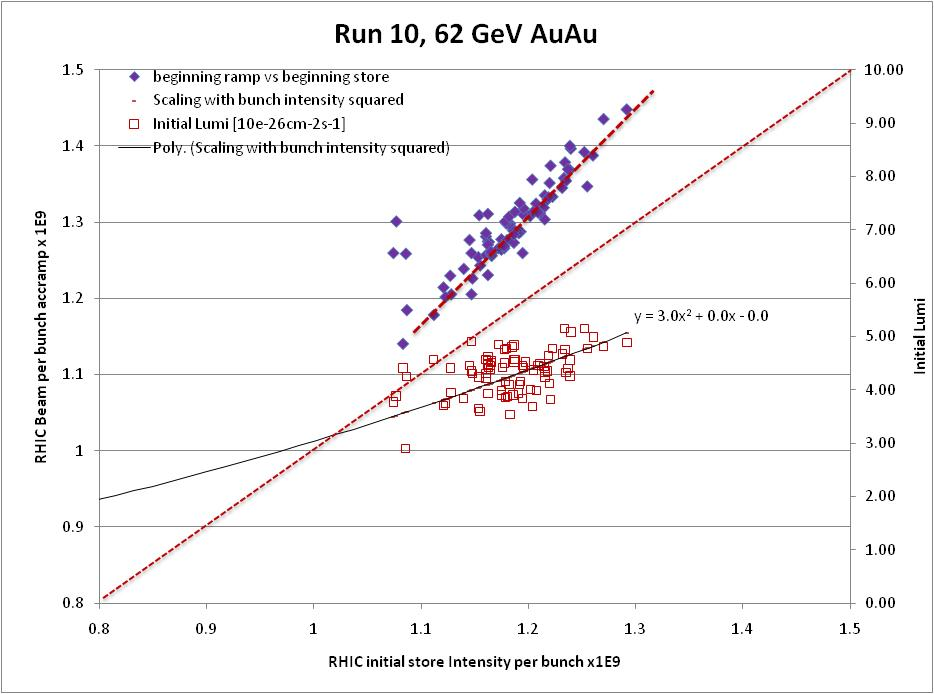 Run 10, 62 GeV AuAu
beginning ramp vs beginning store
Scaling with bunch intensity squared
Initial Lumi [10e-26cm-2s-1]
Poly. (Scaling with bunch intensity squared)
1.5
1.4
1.3
1.2
1.1
1
0.9
0.8
RHIC Beam per bunch accramp x 1E9
10.00
9.00
8.00
7.00
6.00
5.00
4.00
3.00
2.00
1.00
0.00
Initial Lumi
y = 3.0x² + 0.0x - 0.0
0.8 0.9 1 1.1 1.2 1.3 1.4 1.5
RHIC initial store Intensity per bunch x1E9